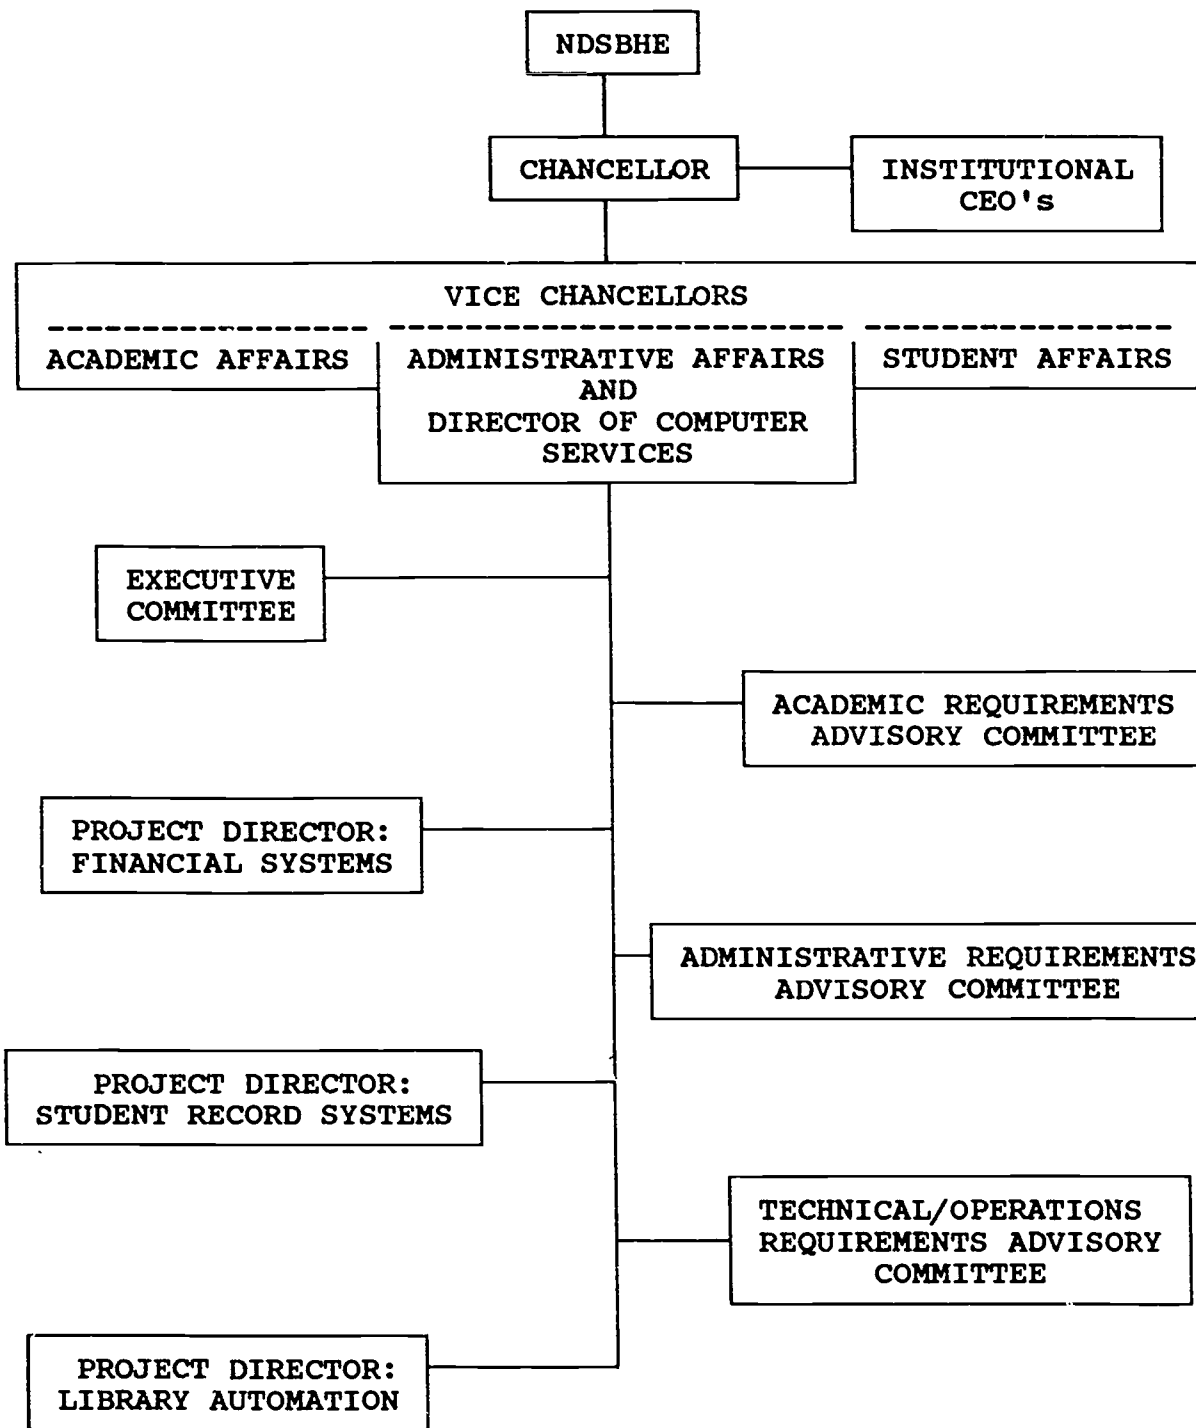 NDSBHE
CHANCELLOR
INSTITUTIONAL
CEO's
VICE CHANCELLORS
ACADEMIC AFFAIRS
ADMINISTRATIVE AFFAIRS
AND
DIRECTOR OF COMPUTER
SERVICES
STUDENT AFFAIRS
EXECUTIVE
COMMITTEE
ACADEMIC REQUIREMENTS
ADVISORY COMMITTEE
PROJECT DIRECTOR:
FINANCIAL SYSTEMS
ADMINISTRATIVE REQUIREMENTS
ADVISORY COMMITTEE
PROJECT DIRECTOR:
STUDENT RECORD SYSTEMS
TECHNICAL/OPERATIONS
REQUIREMENTS ADVISORY
COMMITTEE
PROJECT DIRECTOR:
LIBRARY AUTOMATION